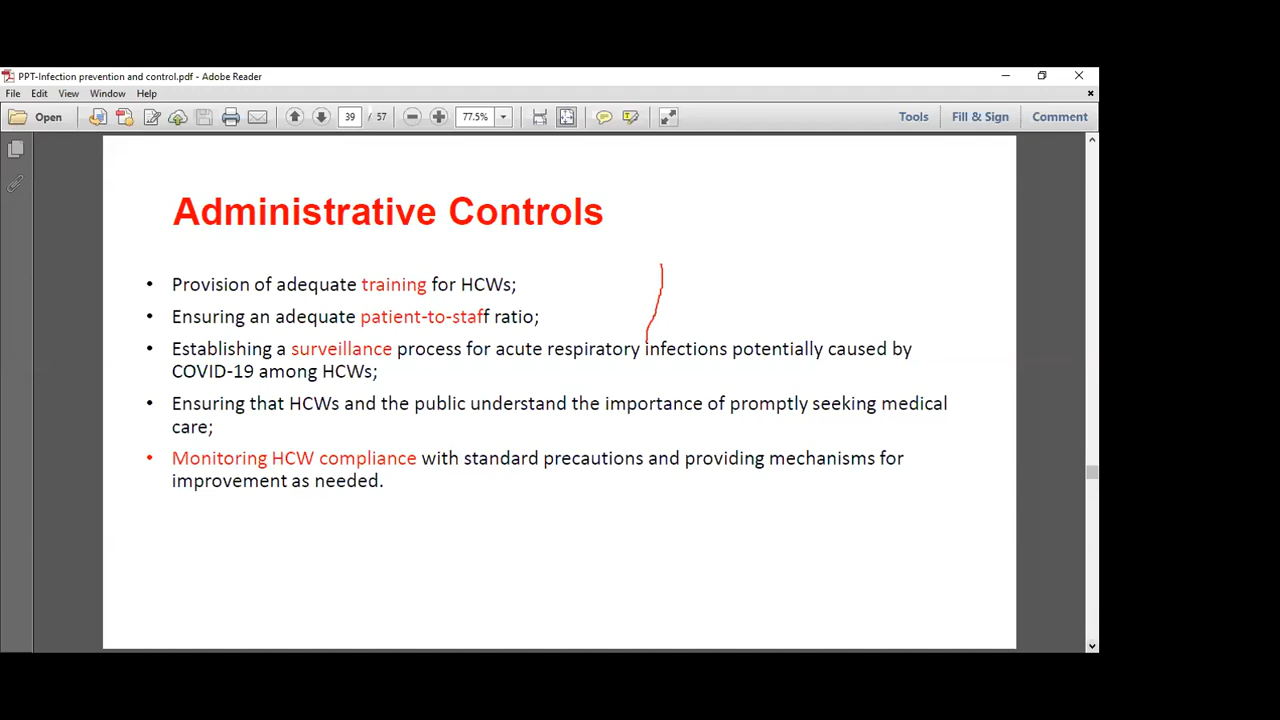 PPT-Infection prevention and control.pdf - Adobe Reader
File Edit View Window Help
Open 39 / 57 77.5% Tools Fill & Sign Comment
Administrative Controls
• Provision of adequate training for HCWs;
• Ensuring an adequate patient-to-staff ratio;
• Establishing a surveillance process for acute respiratory infections potentially caused by
COVID-19 among HCWs;
• Ensuring that HCWs and the public understand the importance of promptly seeking medical
care;
• Monitoring HCW compliance with standard precautions and providing mechanisms for
improvement as needed.